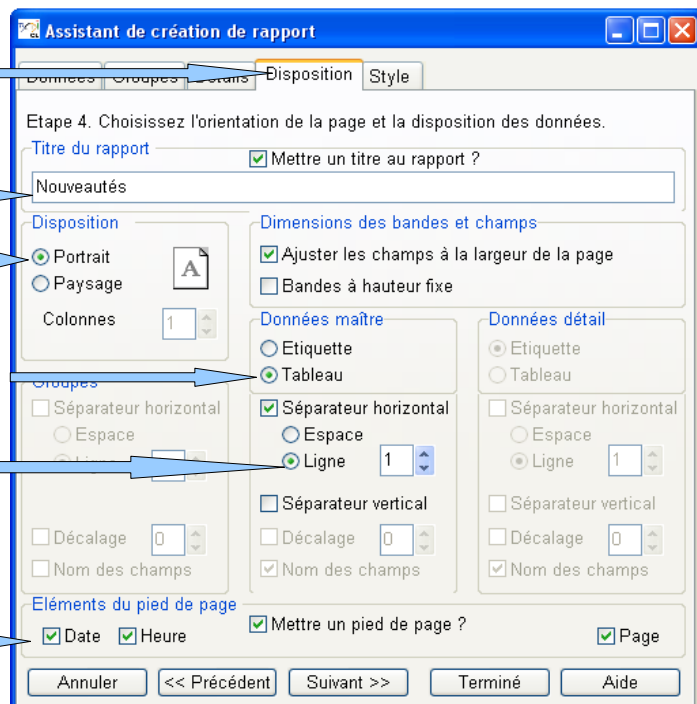 Assistant de création de rapport
Données Groupes Détails Disposition Style
Etape 4. Choisissez l'orientation de la page et la disposition des données.
Titre du rapport
Mettre un titre au rapport ?
Nouveautés
Disposition
Portrait
Paysage
A
Colonnes 1
Dimensions des bandes et champs
Ajuster les champs à la largeur de la page
Bandes à hauteur fixe
Données maître
Etiquette
Tableau
Données détail
Etiquette
Tableau
Groupes
Séparateur horizontal
Espace
Ligne
Décalage 0
Nom des champs
Séparateur horizontal
Espace
Ligne 1
Séparateur vertical
Décalage 0
Nom des champs
Séparateur horizontal
Espace
Ligne 1
Séparateur vertical
Décalage 0
Nom des champs
Eléments du pied de page
Date Heure Mettre un pied de page ? Page
Annuler << Précédent Suivant >> Terminé Aide